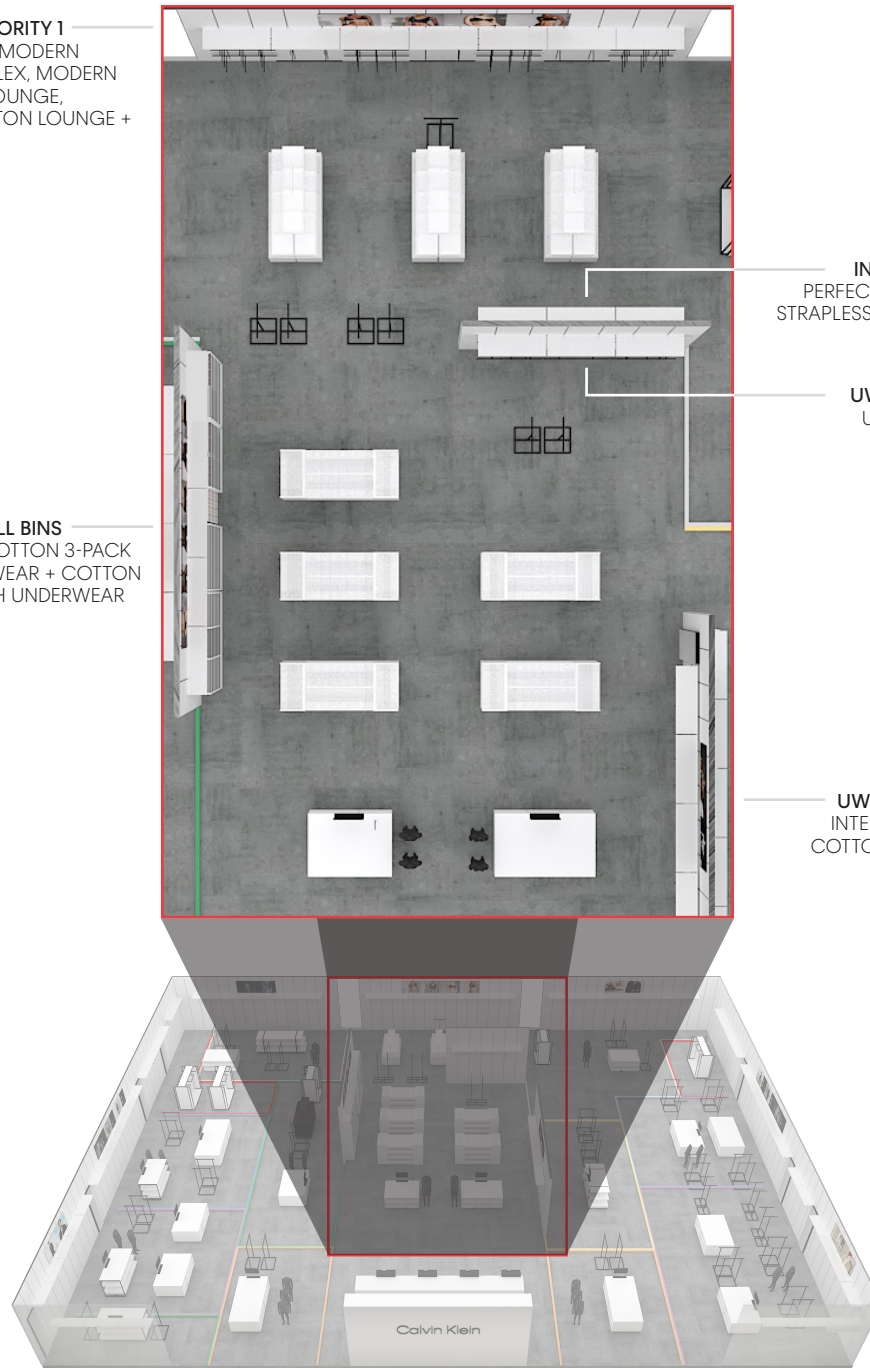 ORITY 1
MODERN
LEX, MODERN
OUNGE,
TON LOUNGE +
IN
PERFEC
STRAPLESS
UW
U
LL BINS
OTTON 3-PACK
WEAR + COTTON
H UNDERWEAR
UW
INTE
COTTO
Calvin Klein